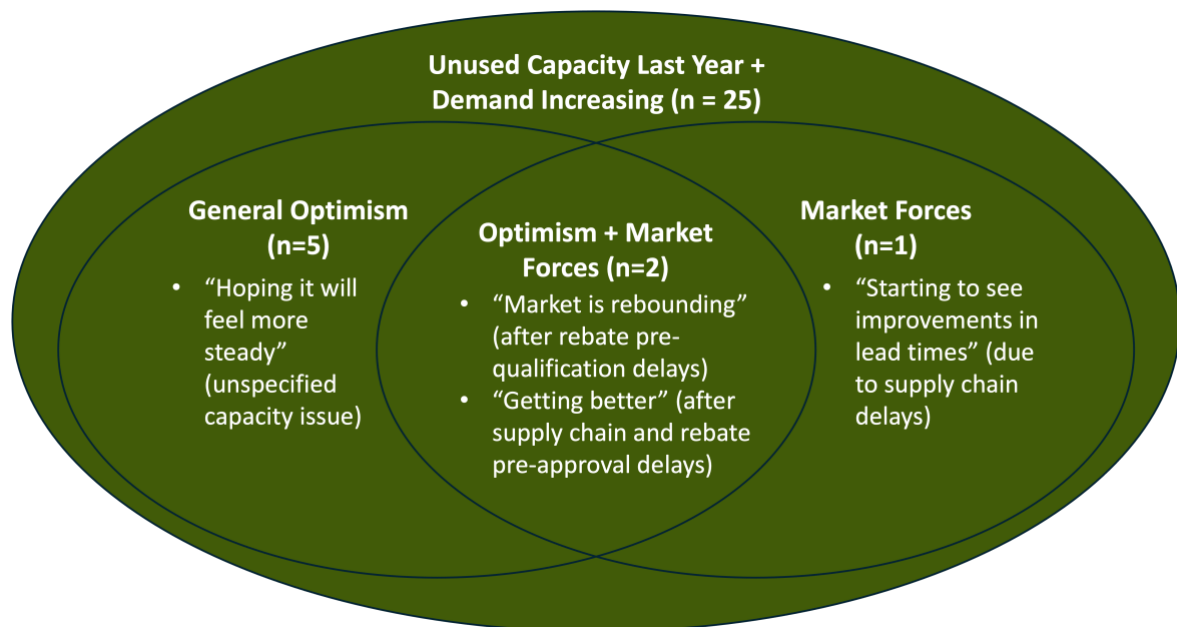 Unused Capacity Last Year +
Demand Increasing (n = 25)
General Optimism
(n=5)
• “Hoping it will
feel more
steady”
(unspecified
capacity issue)
Optimism + Market
Forces (n=2)
• “Market is rebounding”
(after rebate pre-
qualification delays)
• “Getting better” (after
supply chain and rebate
pre-approval delays)
Market Forces
(n=1)
• “Starting to see
improvements in
lead times” (due
to supply chain
delays)